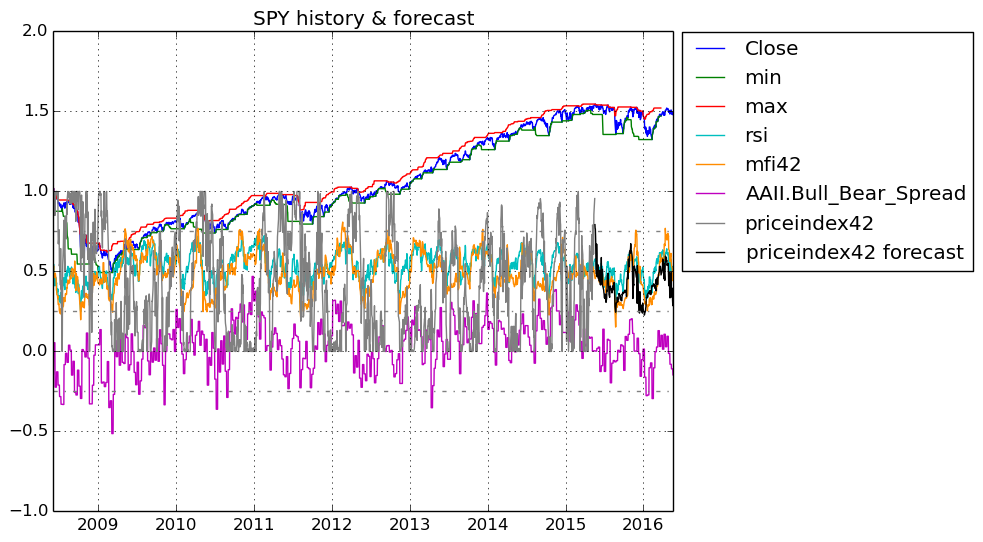 SPY history & forecast
2.0
1.5
1.0
0.5
0.0
−0.5
−1.0
2009 2010 2011 2012 2013 2014 2015 2016
Close
min
max
rsi
mfi42
AAII.Bull_Bear_Spread
priceindex42
priceindex42 forecast